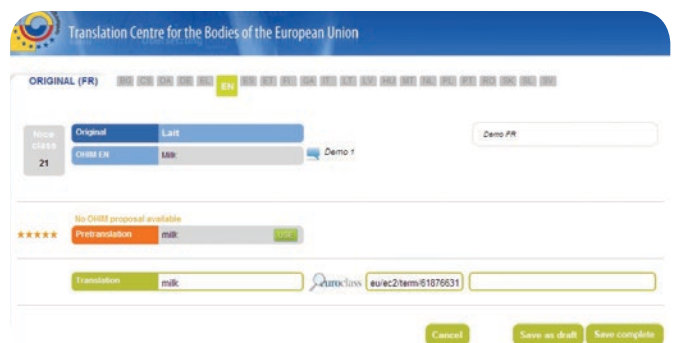 Translation Centre for the Bodies of the European Union
ORIGINAL (FR) BG CS DA DE EL EN ES ET FI GA IT LT LV HU MT NL PL PT RO SK SL SV
Nice class 21
Original Lait
OHIM EN Milk
Demo 1
Demo FR
No OHIM proposal available
Pretranslation milk USE
Translation milk euroclass eu/ec2/term/61876631
Cancel Save as draft Save complete